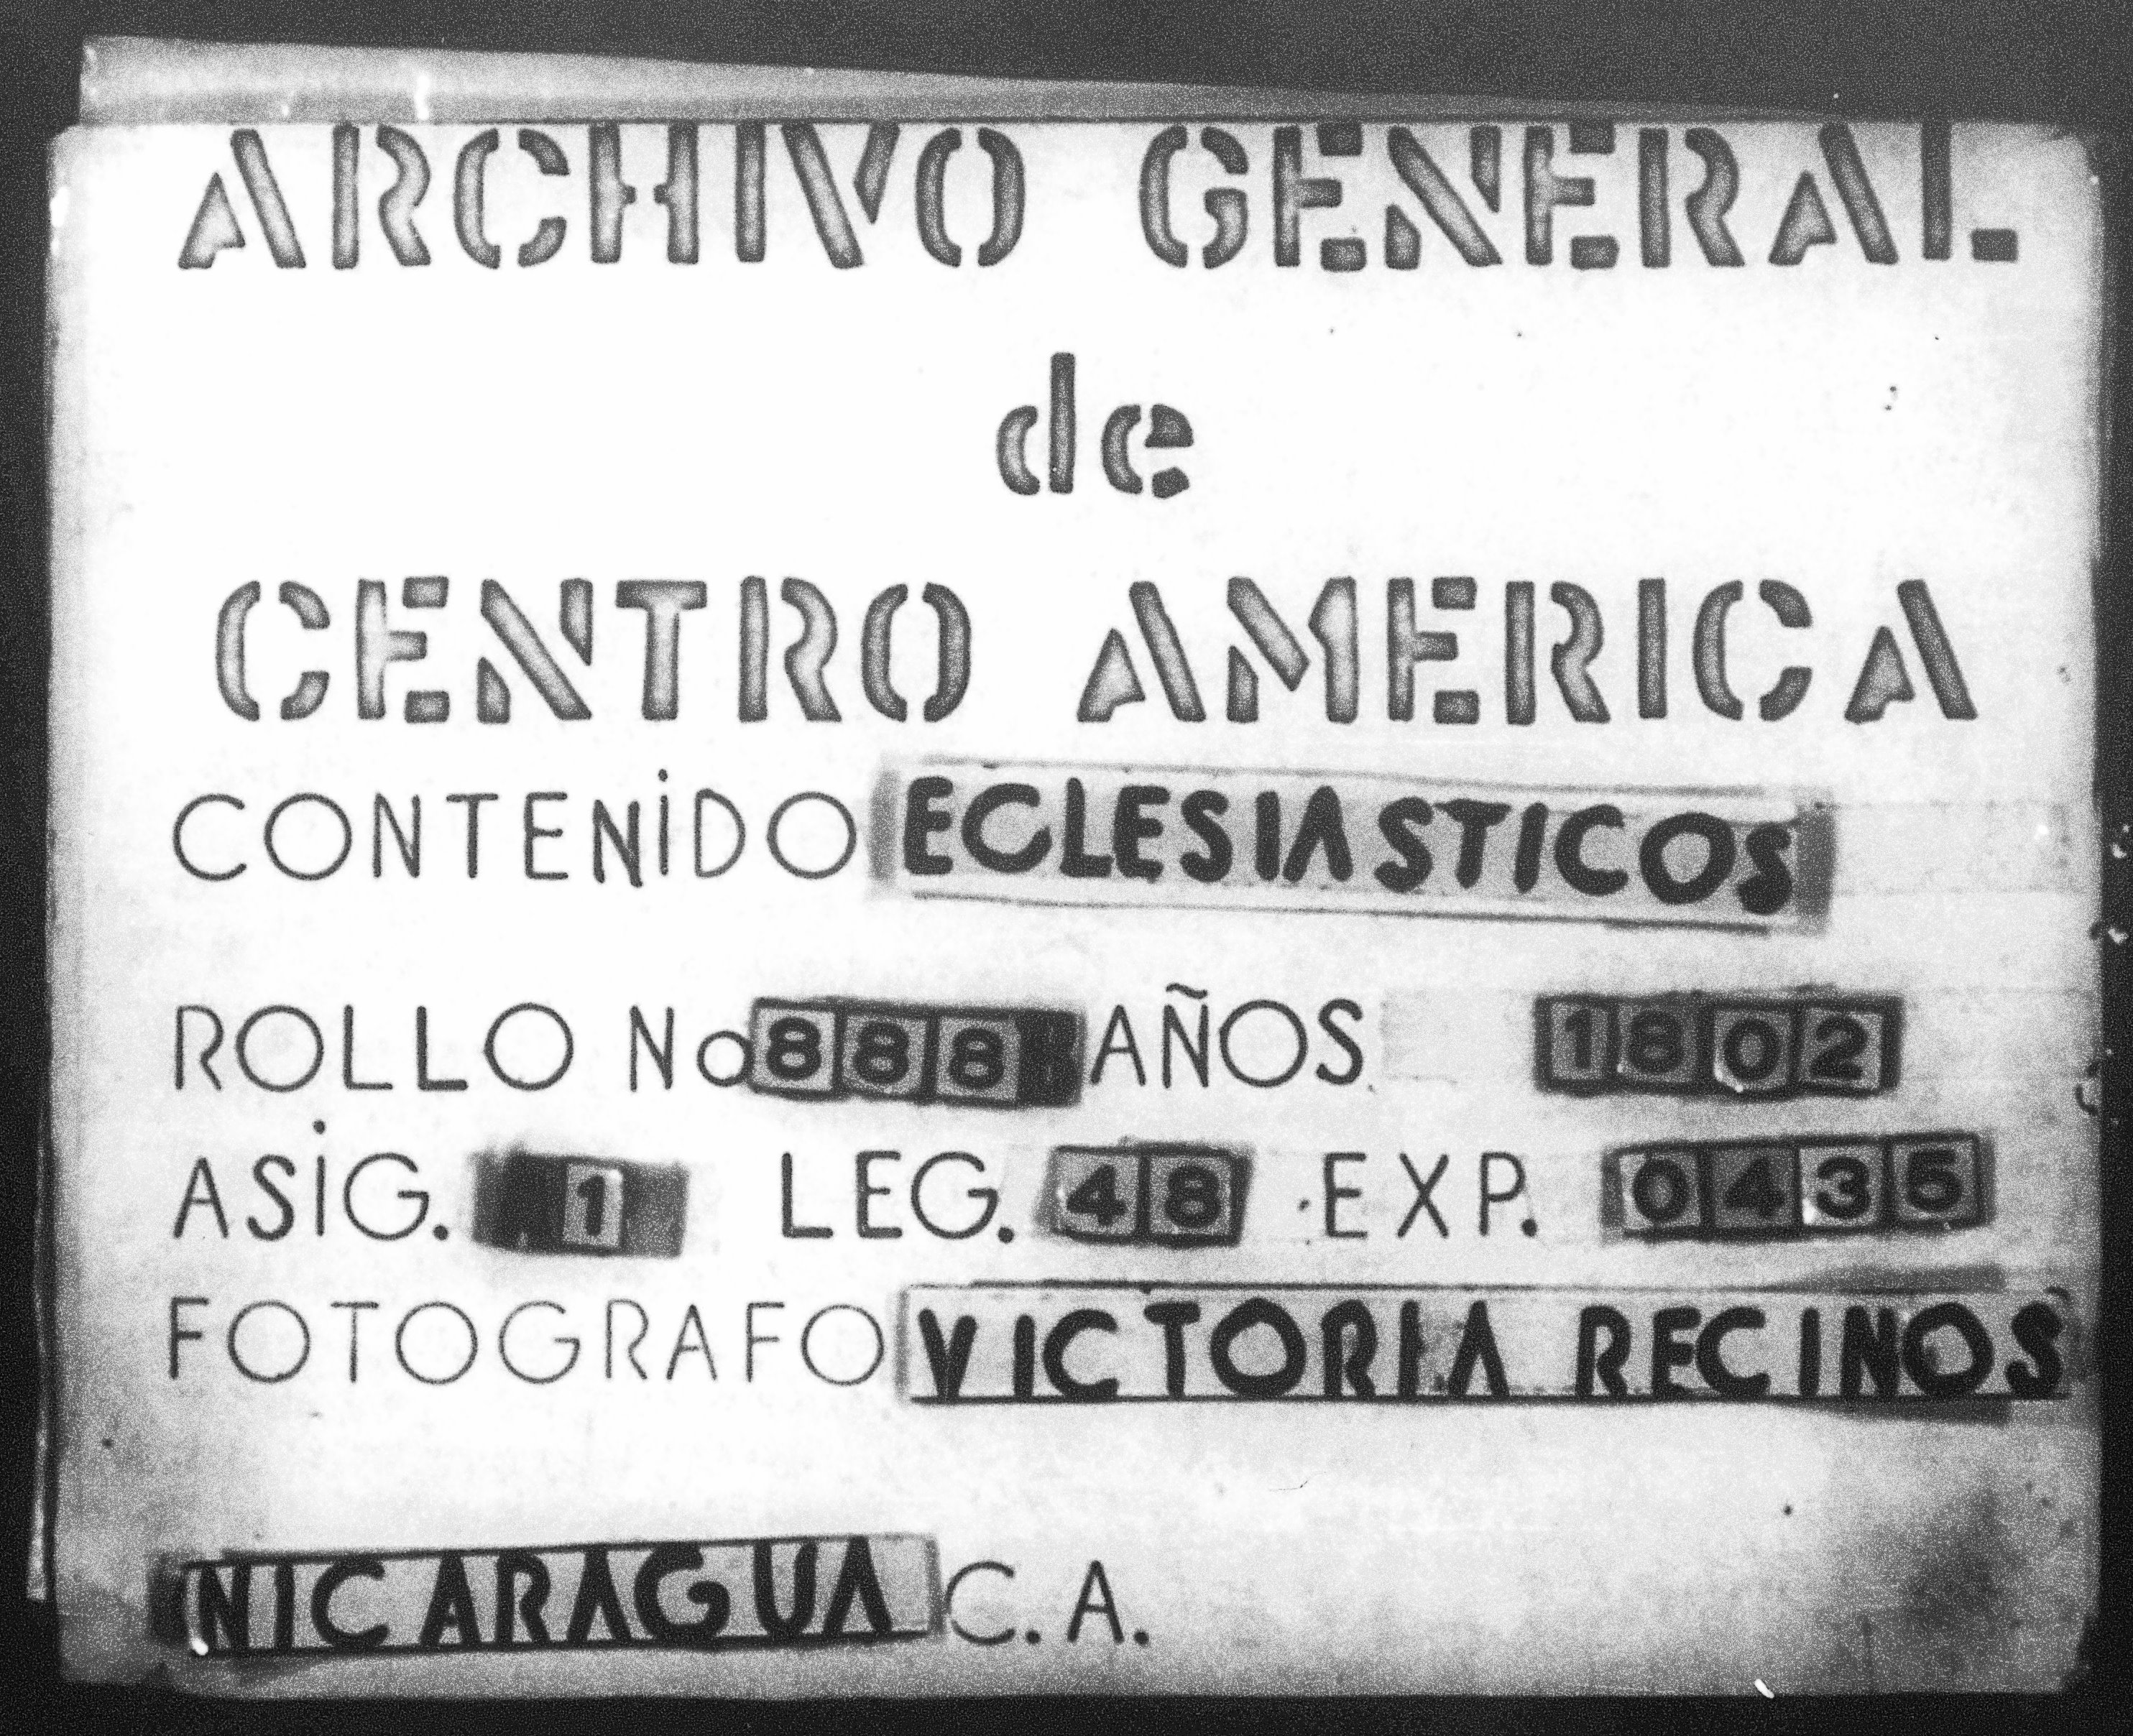 ARCHIVO GENERAL
de
CENTRO AMERICA
CONTENIDO ECLESIASTICOS
ROLLO No 888 AÑOS 1802
ASIG. 1 LEG. 48 EXP. 0435
FOTOGRAFO VICTORIA RECINOS
NICARAGUA C.A.